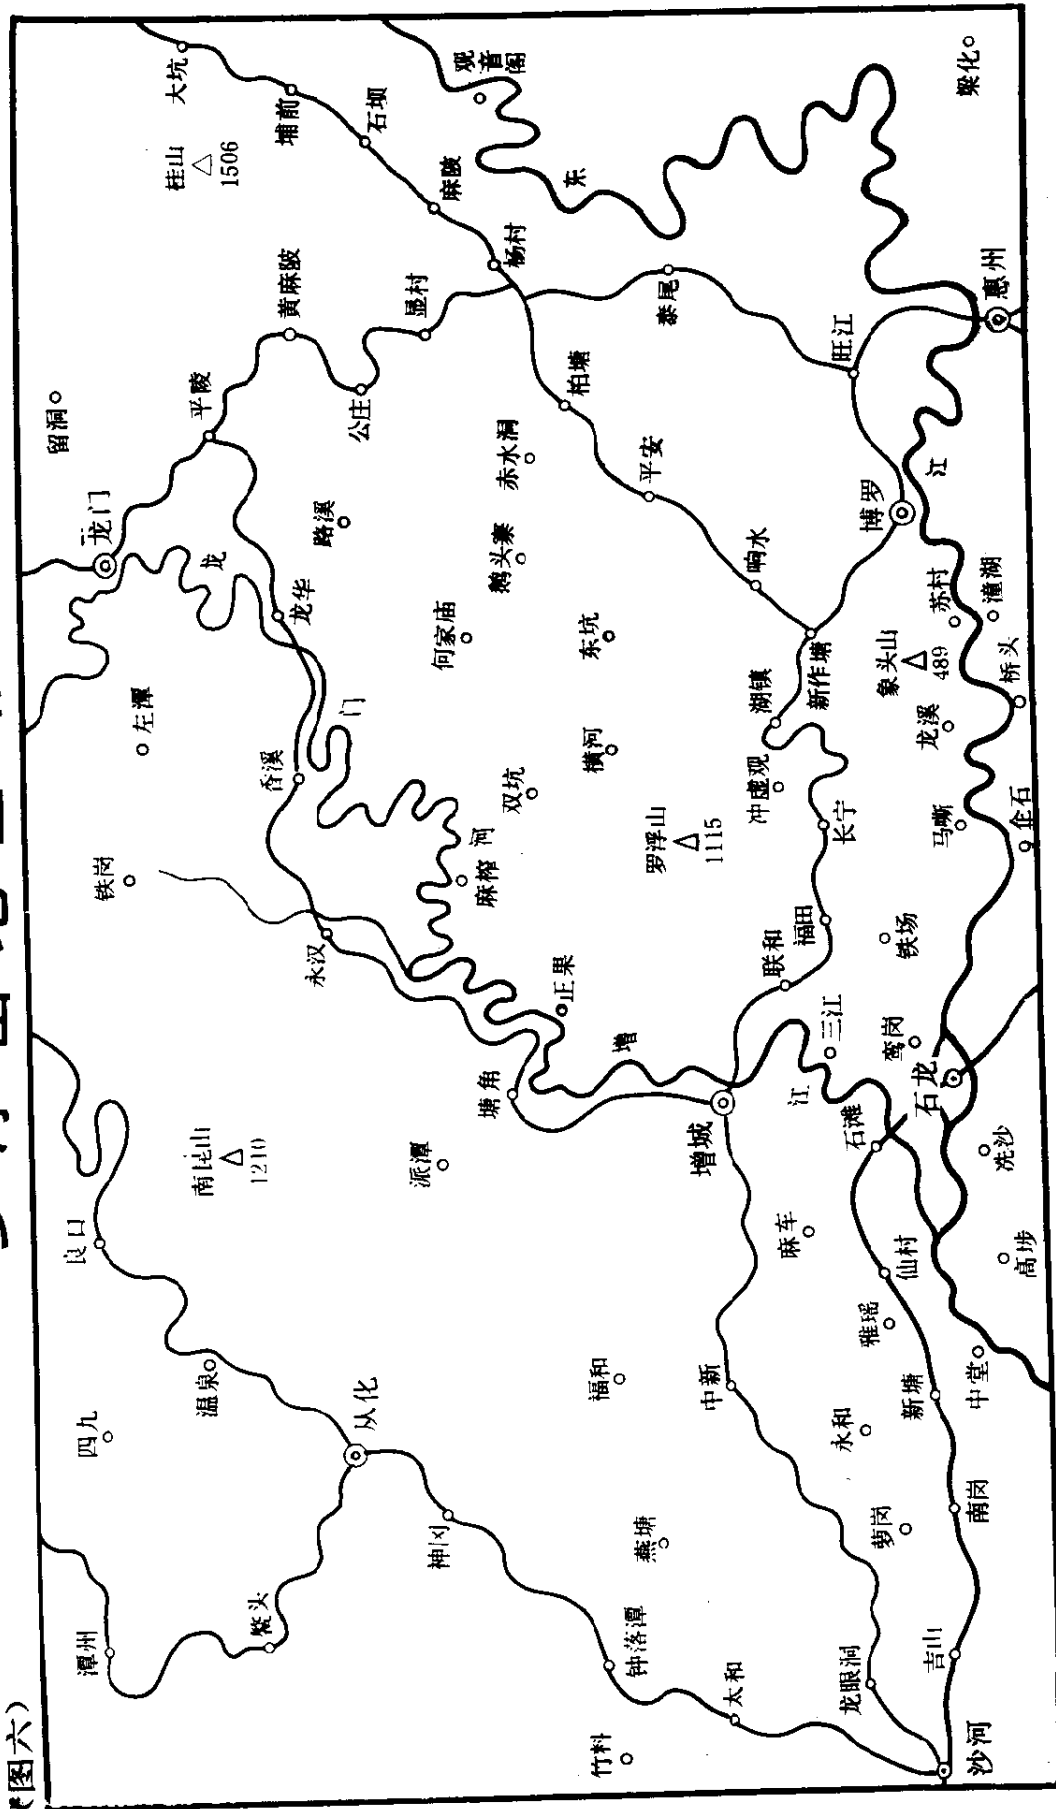 图六）
留洞
四九
良口
潭州
龙门
铁岗
左潭
大坑
桂山
1506
平陵
温泉
南昆山
1210
龙
鳌头
香溪
龙华
黄麻陂
埔前
永汉
路溪
从化
门
公庄
石坝
显村
派潭
神冈
何家庙
麻陂
河
麻榨
观音阁
塘角
鹅头寨
赤水洞
杨村
双坑
正果
柏塘
东
东坑
横河
竹料
福和
增
钟落潭
燕塘
平安
泰尾
罗浮山
1115
增城
中新
太和
冲虚观
湖镇
响水
联和
麻车
江
福田
新作塘
三江
长宁
旺江
永和
龙眼洞
石滩
雅瑶
博罗
萝岗
象头山
489
鸾岗
铁场
仙村
新塘
石龙
龙溪
马嘶
苏村
江
吉山
南岗
中堂
沙河
冼沙
潼湖
惠州
梁化
高埗
桥头
企石